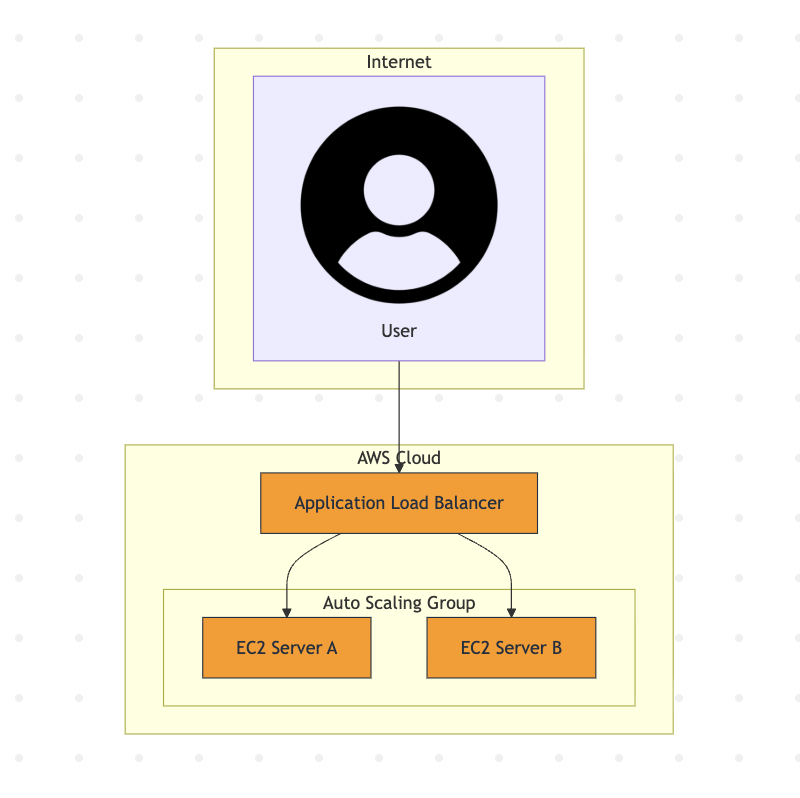 Internet
User
AWS Cloud
Application Load Balancer
Auto Scaling Group
EC2 Server A
EC2 Server B